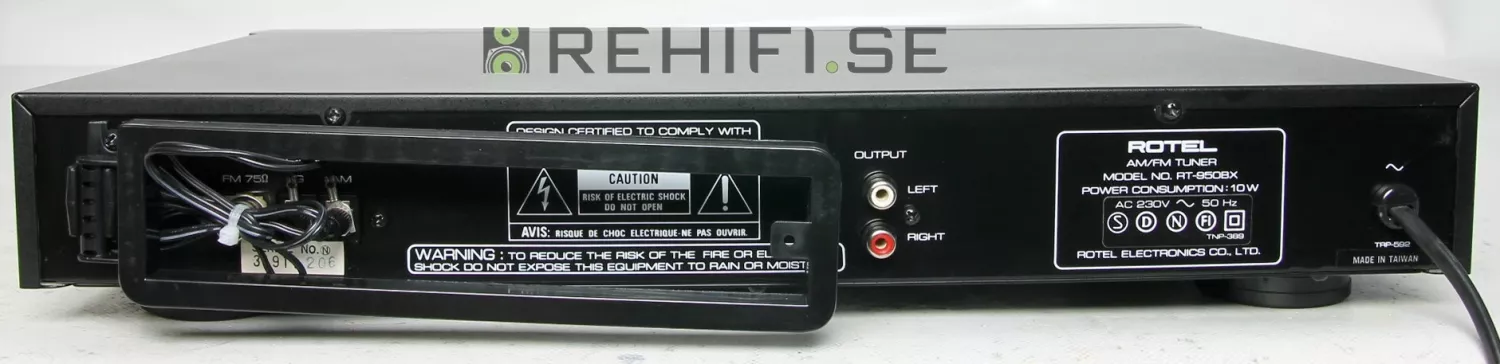 REHIFI.SE
DESIGN CERTIFIED TO COMPLY WITH
FM 75Ω G AM
CAUTION
RISK OF ELECTRIC SHOCK
DO NOT OPEN
AVIS: RISQUE DE CHOC ELECTRIQUE-NE PAS OUVRIR.
NO. N
WARNING : TO REDUCE THE RISK OF THE FIRE OR
SHOCK DO NOT EXPOSE THIS EQUIPMENT TO RAIN OR
OUTPUT
LEFT
RIGHT
ROTEL
AM/FM TUNER
MODEL NO. RT-950BX
POWER CONSUMPTION: 10W
AC 230V ~ 50 Hz
S D N FI
TNP-389
ROTEL ELECTRONICS CO., LTD.
~
TRP-592
MADE IN TAIWAN